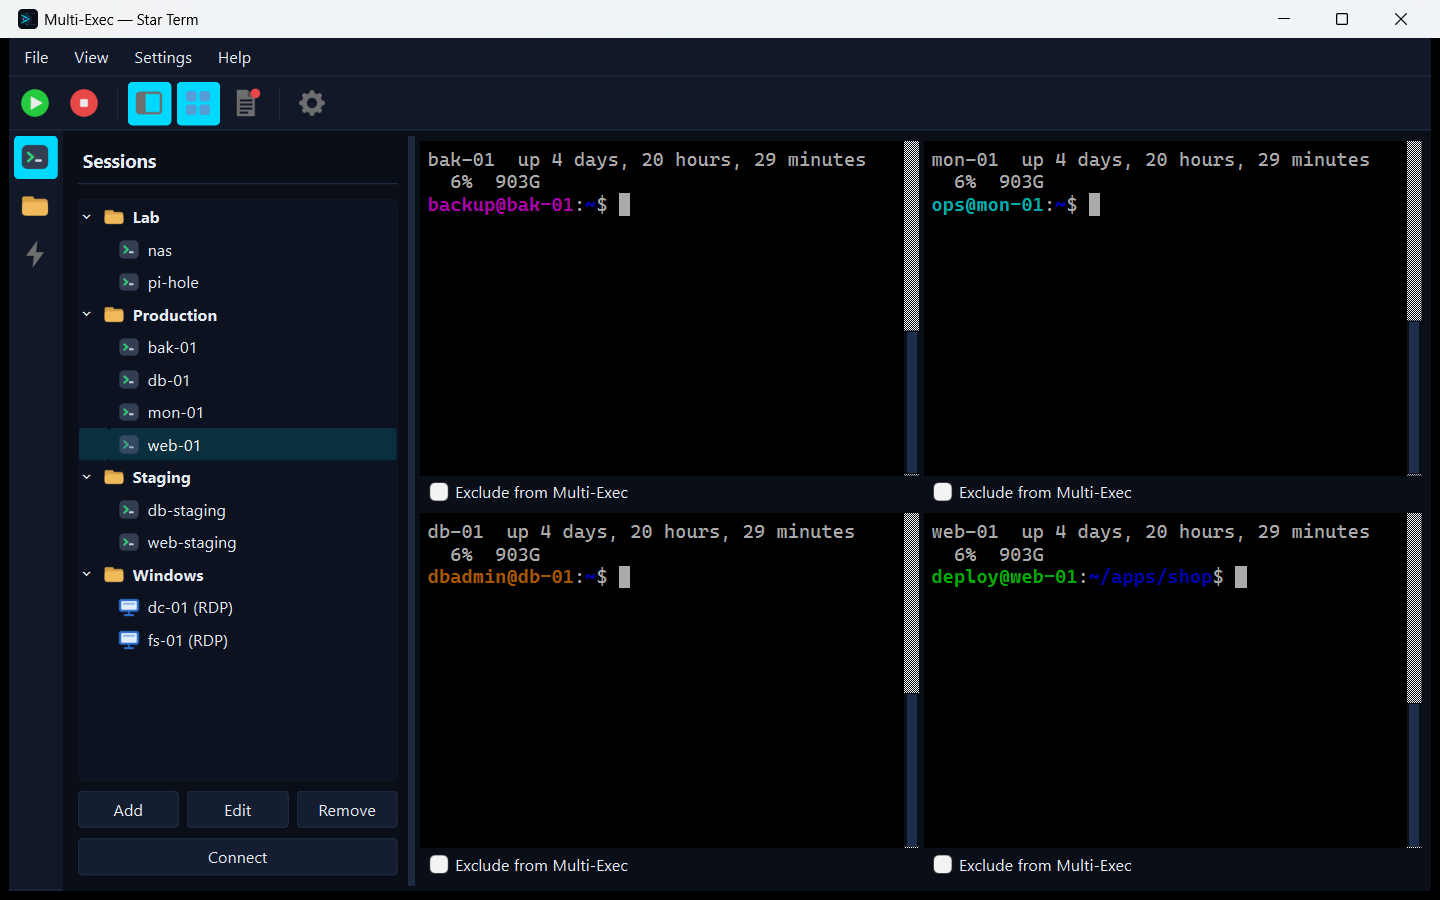 Multi-Exec — Star Term
File View Settings Help
Sessions
Lab
nas
pi-hole
Production
bak-01
db-01
mon-01
web-01
Staging
db-staging
web-staging
Windows
dc-01 (RDP)
fs-01 (RDP)
Add Edit Remove
Connect
bak-01  up 4 days, 20 hours, 29 minutes
6%  903G
backup@bak-01:~$
Exclude from Multi-Exec
mon-01  up 4 days, 20 hours, 29 minutes
6%  903G
ops@mon-01:~$
Exclude from Multi-Exec
db-01  up 4 days, 20 hours, 29 minutes
6%  903G
dbadmin@db-01:~$
Exclude from Multi-Exec
web-01  up 4 days, 20 hours, 29 minutes
6%  903G
deploy@web-01:~/apps/shop$
Exclude from Multi-Exec